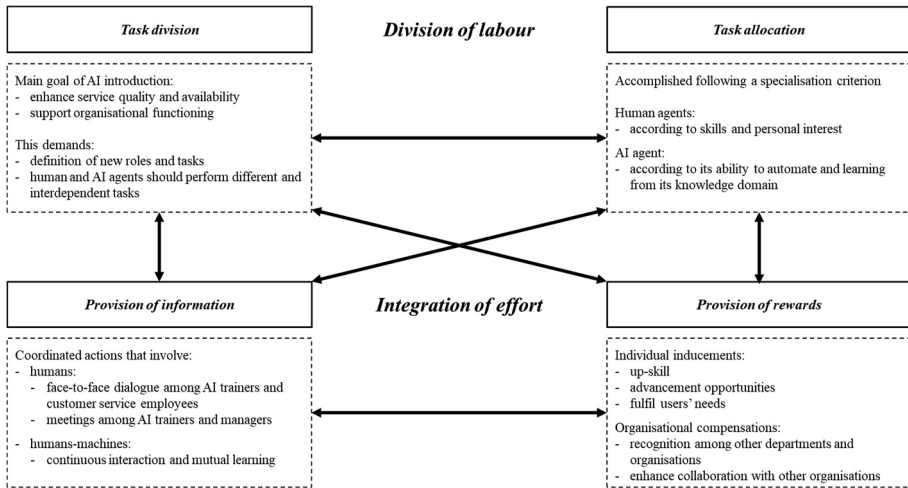 Task division
Division of labour
Task allocation
Main goal of AI introduction:
- enhance service quality and availability
- support organisational functioning
This demands:
- definition of new roles and tasks
- human and AI agents should perform different and
interdependent tasks
Accomplished following a specialisation criterion
Human agents:
- according to skills and personal interest
AI agent:
- according to its ability to automate and learning
from its knowledge domain
Provision of information
Integration of effort
Provision of rewards
Coordinated actions that involve:
- humans:
- face-to-face dialogue among AI trainers and
customer service employees
- meetings among AI trainers and managers
- humans-machines:
- continuous interaction and mutual learning
Individual inducements:
- up-skill
- advancement opportunities
- fulfil users' needs
Organisational compensations:
- recognition among other departments and
organisations
- enhance collaboration with other organisations